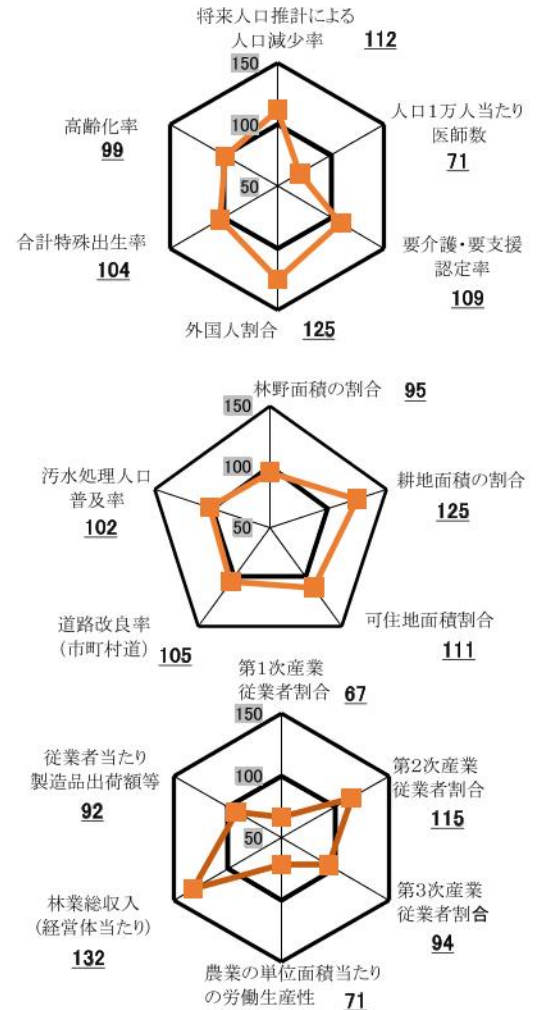 将来人口推計による
人口減少率 112
150
100
50
人口1万人当たり
医師数
71
要介護・要支援
認定率
109
外国人割合 125
合計特殊出生率
104
高齢化率
99
林野面積の割合 95
150
100
50
耕地面積の割合
125
可住地面積割合
111
道路改良率
(市町村道) 105
汚水処理人口
普及率
102
第1次産業
従業者割合 67
150
100
50
第2次産業
従業者割合
115
第3次産業
従業者割合
94
農業の単位面積当たり
の労働生産性 71
林業総収入
(経営体当たり)
132
従業者当たり
製造品出荷額等
92